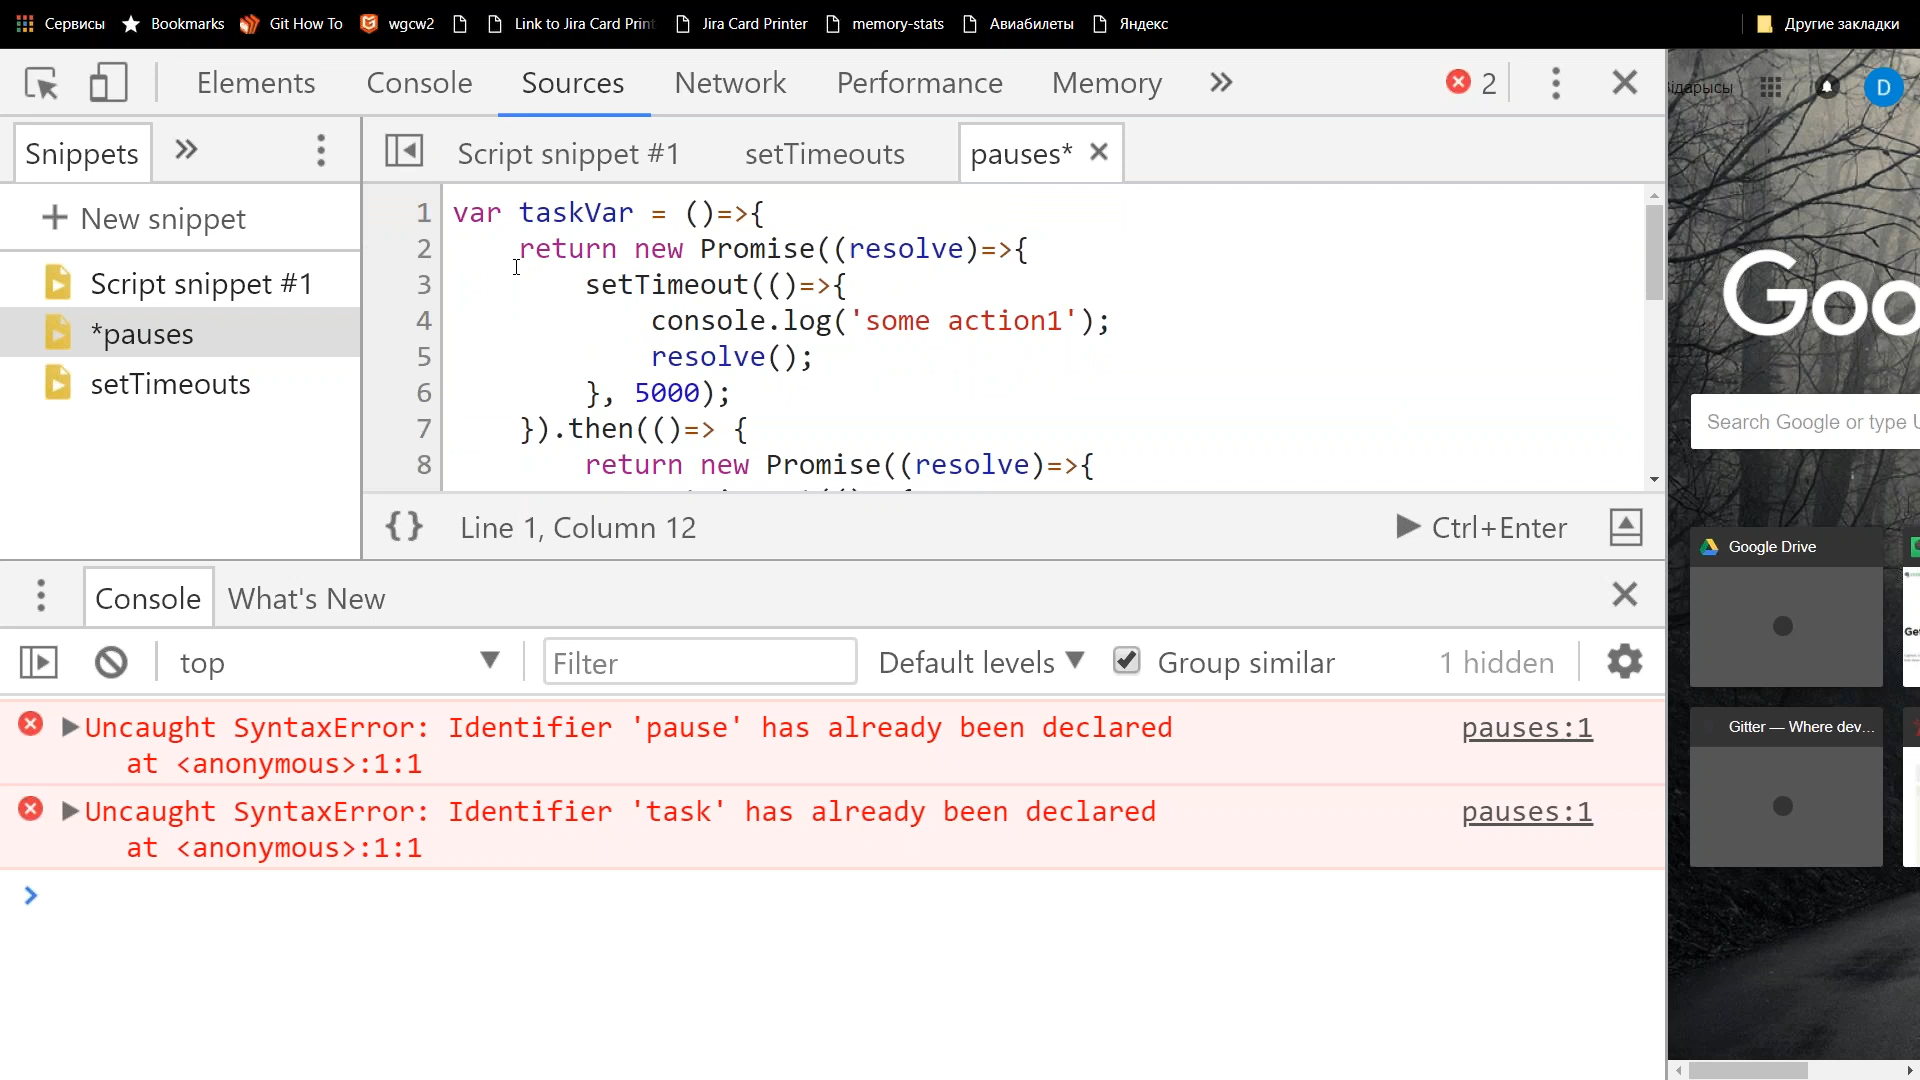 Сервисы Bookmarks Git How To wgcw2 Link to Jira Card Print Jira Card Printer memory-stats Авиабилеты Яндекс Другие закладки
Elements Console Sources Network Performance Memory » 2
Snippets » Script snippet #1 setTimeouts pauses*
+ New snippet
Script snippet #1
*pauses
setTimeouts
1 var taskVar = ()=>{
2 return new Promise((resolve)=>{
3 setTimeout(()=>{
4 console.log('some action1');
5 resolve();
6 }, 5000);
7 }).then(()=> {
8 return new Promise((resolve)=>{
{} Line 1, Column 12 Ctrl+Enter
Console What's New
top Filter Default levels Group similar 1 hidden
Uncaught SyntaxError: Identifier 'pause' has already been declared pauses:1
at <anonymous>:1:1
Uncaught SyntaxError: Identifier 'task' has already been declared pauses:1
at <anonymous>:1:1
>
D
Goo
Search Google or type
Google Drive
Gitter — Where dev...